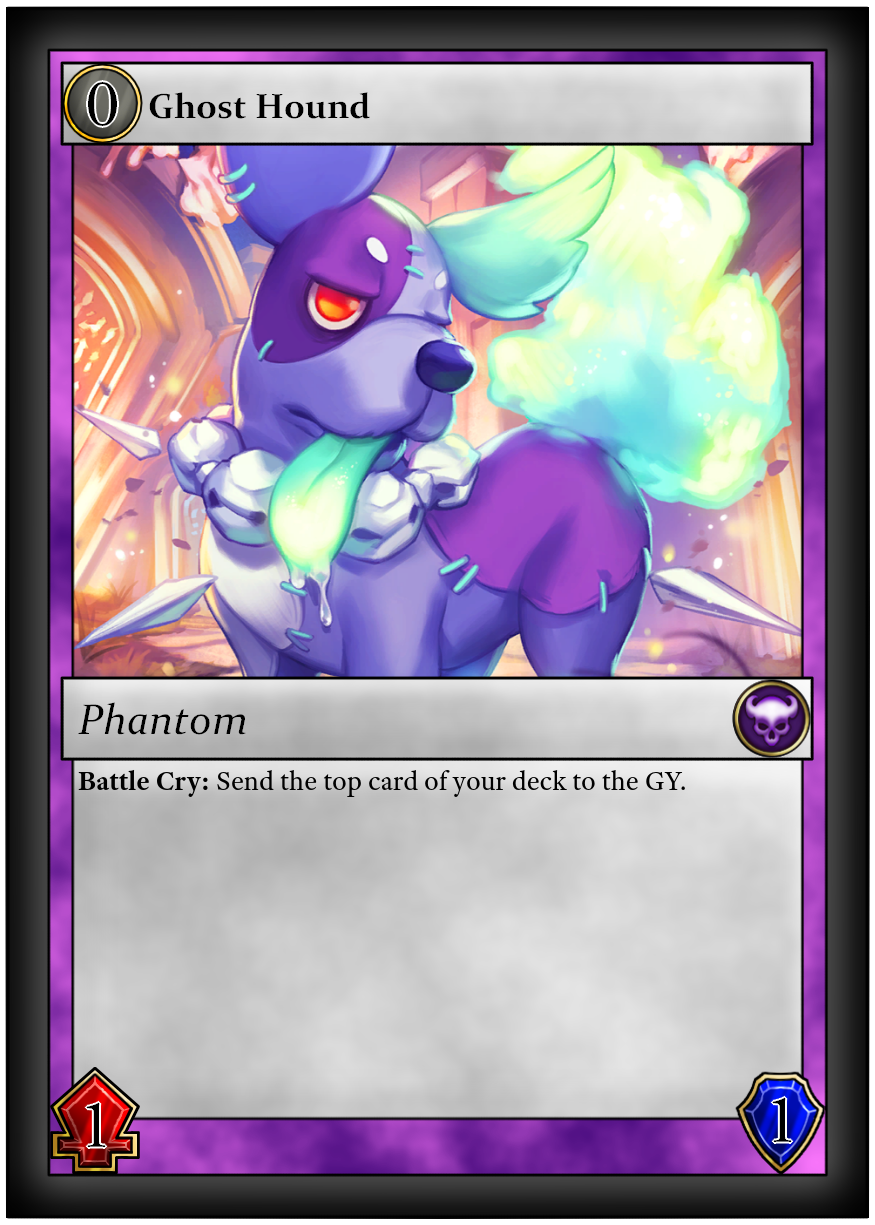 0 Ghost Hound
Phantom
Battle Cry: Send the top card of your deck to the GY.
1 1